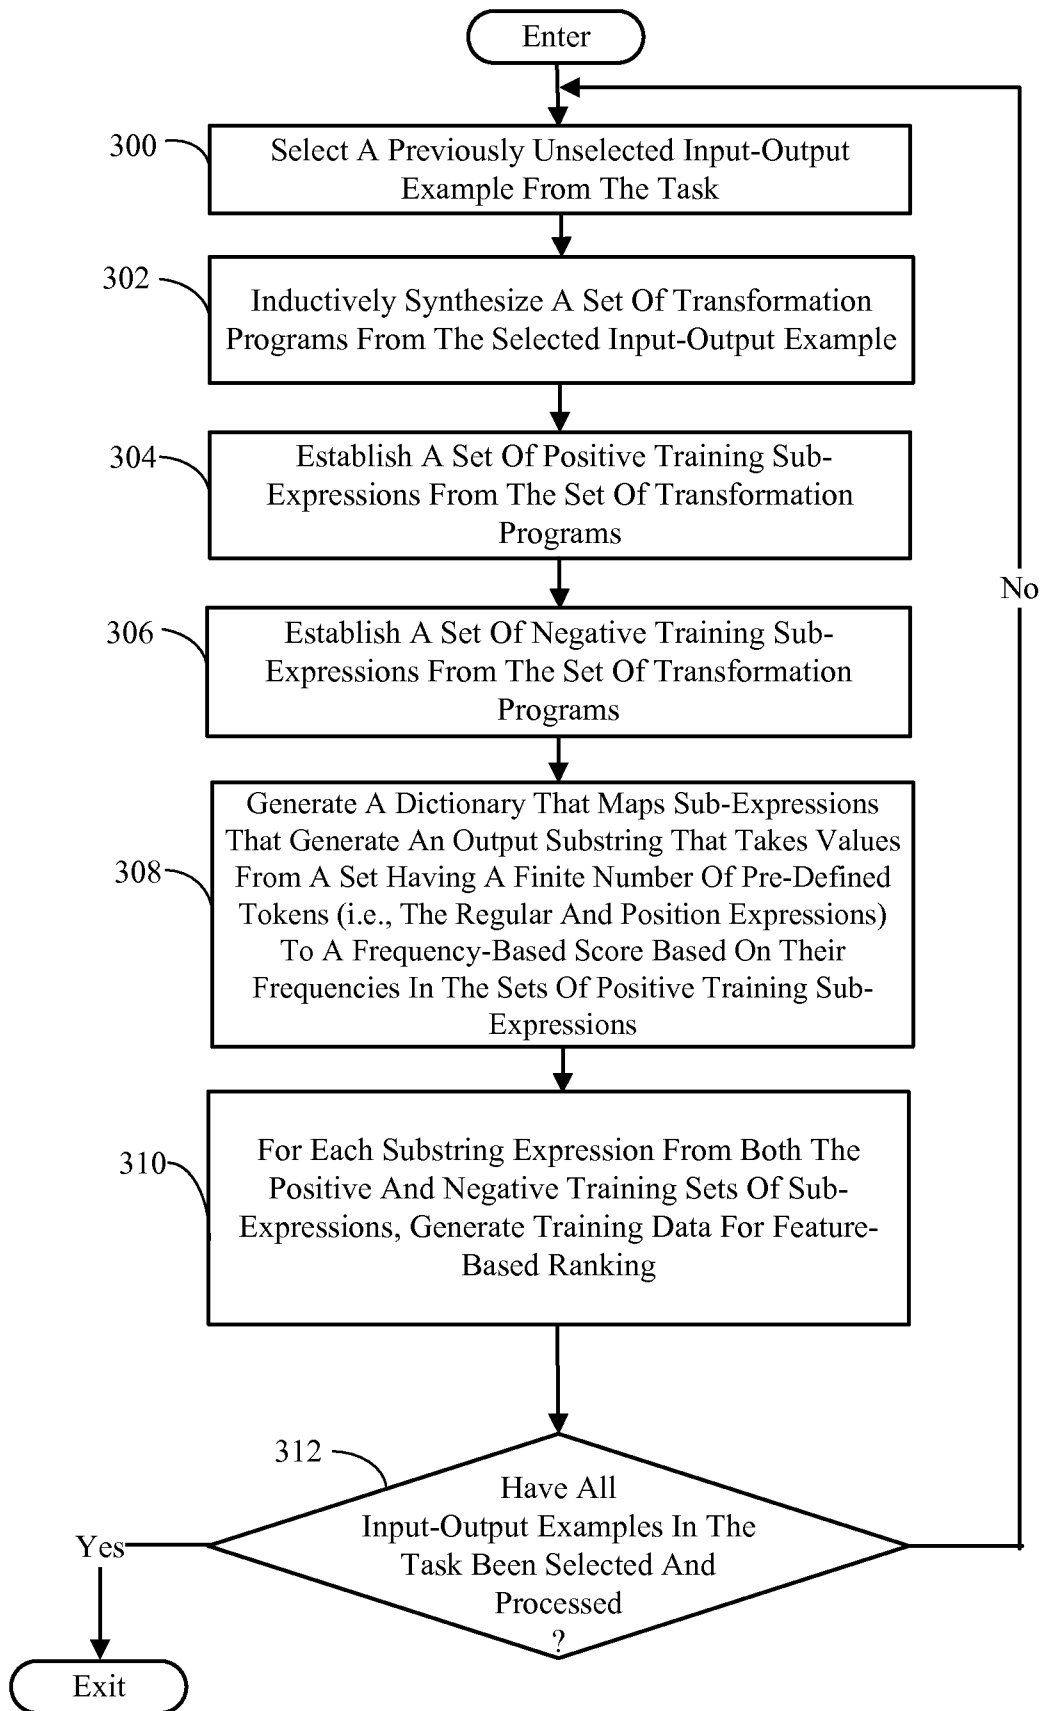 Enter
300
Select A Previously Unselected Input-Output
Example From The Task
302
Inductively Synthesize A Set Of Transformation
Programs From The Selected Input-Output Example
304
Establish A Set Of Positive Training Sub-
Expressions From The Set Of Transformation
Programs
No
306
Establish A Set Of Negative Training Sub-
Expressions From The Set Of Transformation
Programs
308
Generate A Dictionary That Maps Sub-Expressions
That Generate An Output Substring That Takes Values
From A Set Having A Finite Number Of Pre-Defined
Tokens (i.e., The Regular And Position Expressions)
To A Frequency-Based Score Based On Their
Frequencies In The Sets Of Positive Training Sub-
Expressions
310
For Each Substring Expression From Both The
Positive And Negative Training Sets Of Sub-
Expressions, Generate Training Data For Feature-
Based Ranking
312
Have All
Input-Output Examples In The
Task Been Selected And
Processed
?
Yes
Exit